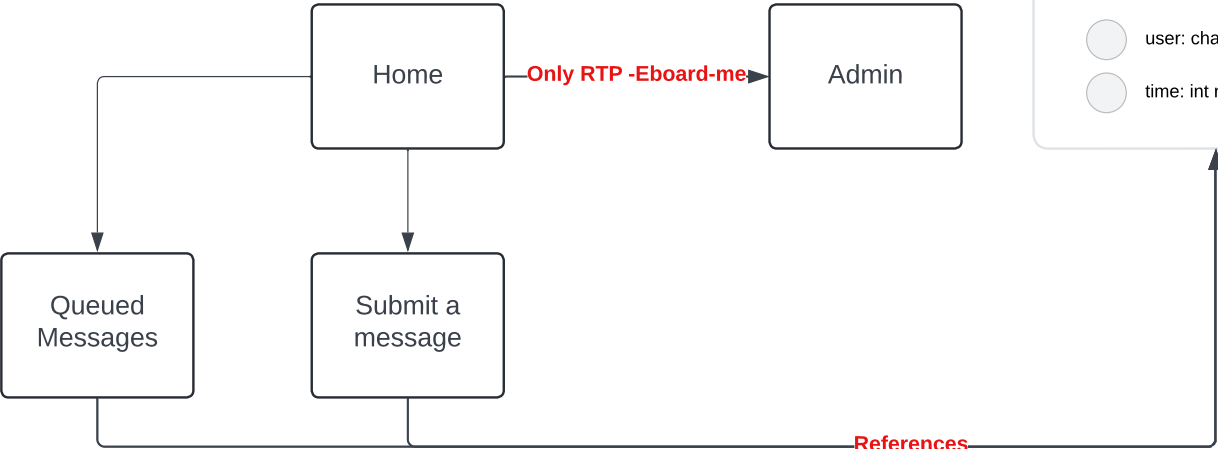 Home
Only RTP -Eboard-me
Admin
user: cha
time: int r
Queued
Messages
Submit a
message
References